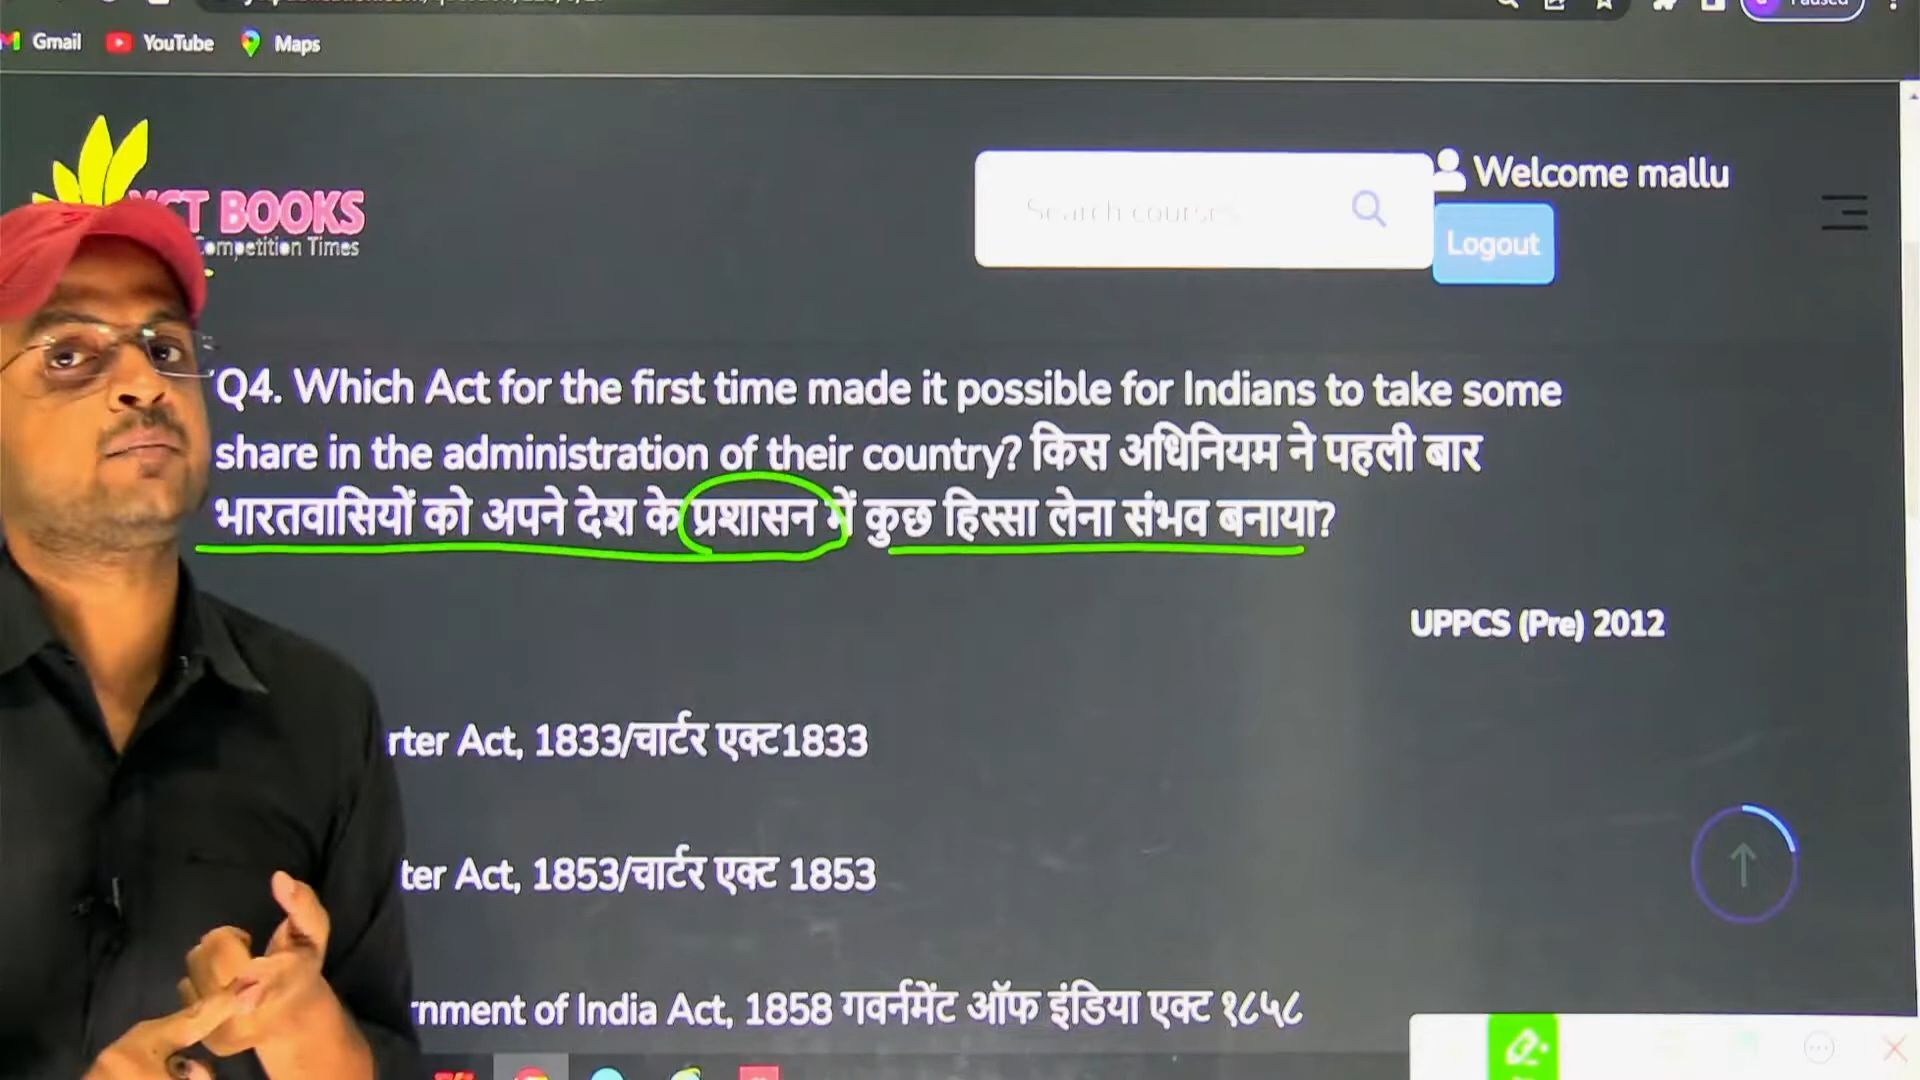 Gmail YouTube Maps
BOOKS
Competition Times
Search courses
Welcome mallu
Logout
Q4. Which Act for the first time made it possible for Indians to take some
share in the administration of their country? किस अधिनियम ने पहली बार
भारतवासियों को अपने देश के प्रशासन में कुछ हिस्सा लेना संभव बनाया?
UPPCS (Pre) 2012
rter Act, 1833/चार्टर एक्ट1833
ter Act, 1853/चार्टर एक्ट 1853
rnment of India Act, 1858 गवर्नमेंट ऑफ इंडिया एक्ट १८५८